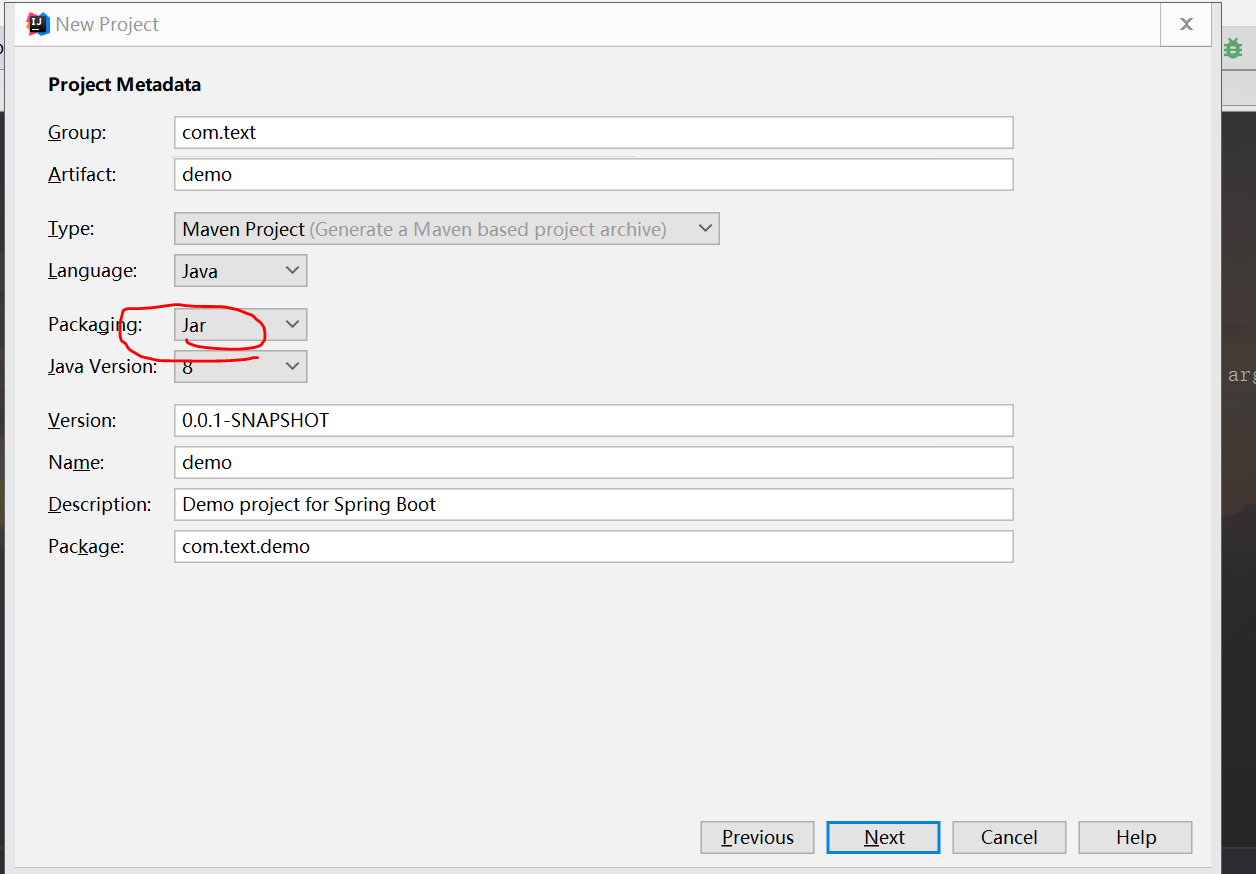 New Project
Project Metadata
Group: com.text
Artifact: demo
Type: Maven Project (Generate a Maven based project archive)
Language: Java
Packaging: Jar
Java Version: 8
Version: 0.0.1-SNAPSHOT
Name: demo
Description: Demo project for Spring Boot
Package: com.text.demo
Previous Next Cancel Help